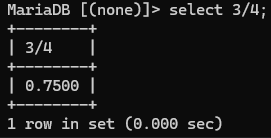 MariaDB [(none)]> select 3/4;
+--------+
| 3/4    |
+--------+
| 0.7500 |
+--------+
1 row in set (0.000 sec)